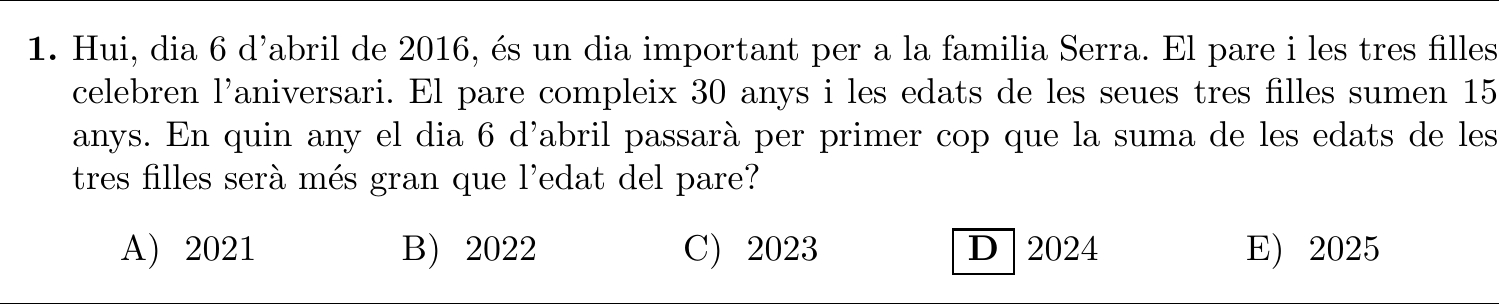 1. Hui, dia 6 d'abril de 2016, és un dia important per a la familia Serra. El pare i les tres filles
celebren l'aniversari. El pare compleix 30 anys i les edats de les seues tres filles sumen 15
anys. En quin any el dia 6 d'abril passarà per primer cop que la suma de les edats de les
tres filles serà més gran que l'edat del pare?
A) 2021 B) 2022 C) 2023 D 2024 E) 2025